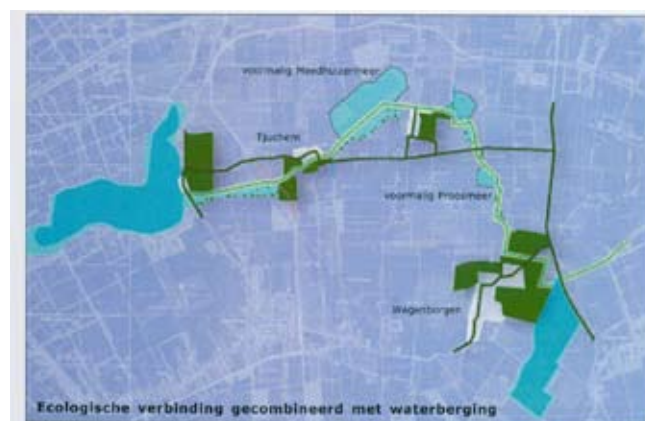 voormalig Meedhuizermeer
Tjuchem
voormalig Proosmeer
Wagenborgen
Ecologische verbinding gecombineerd met waterberging